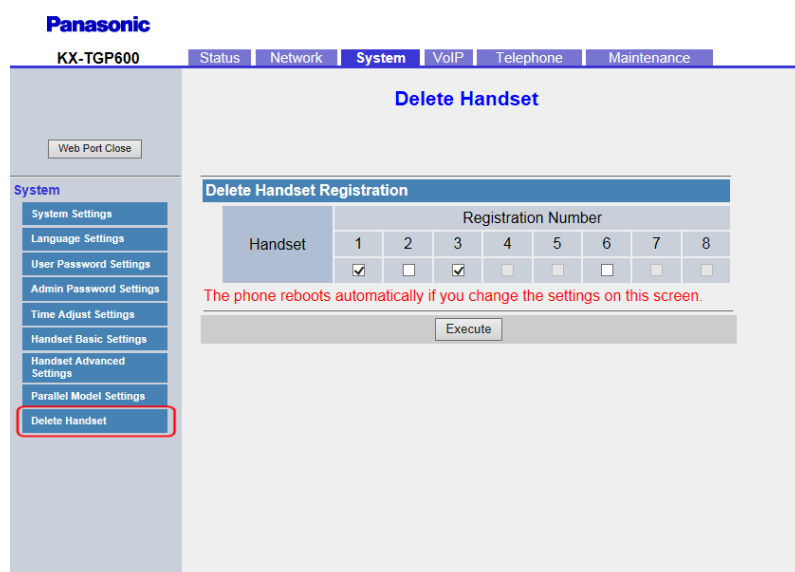 Panasonic
KX-TGP600
Status Network System VoIP Telephone Maintenance
Delete Handset
Web Port Close
System
System Settings
Language Settings
User Password Settings
Admin Password Settings
Time Adjust Settings
Handset Basic Settings
Handset Advanced
Settings
Parallel Model Settings
Delete Handset
Delete Handset Registration
Registration Number
Handset 1 2 3 4 5 6 7 8
The phone reboots automatically if you change the settings on this screen.
Execute